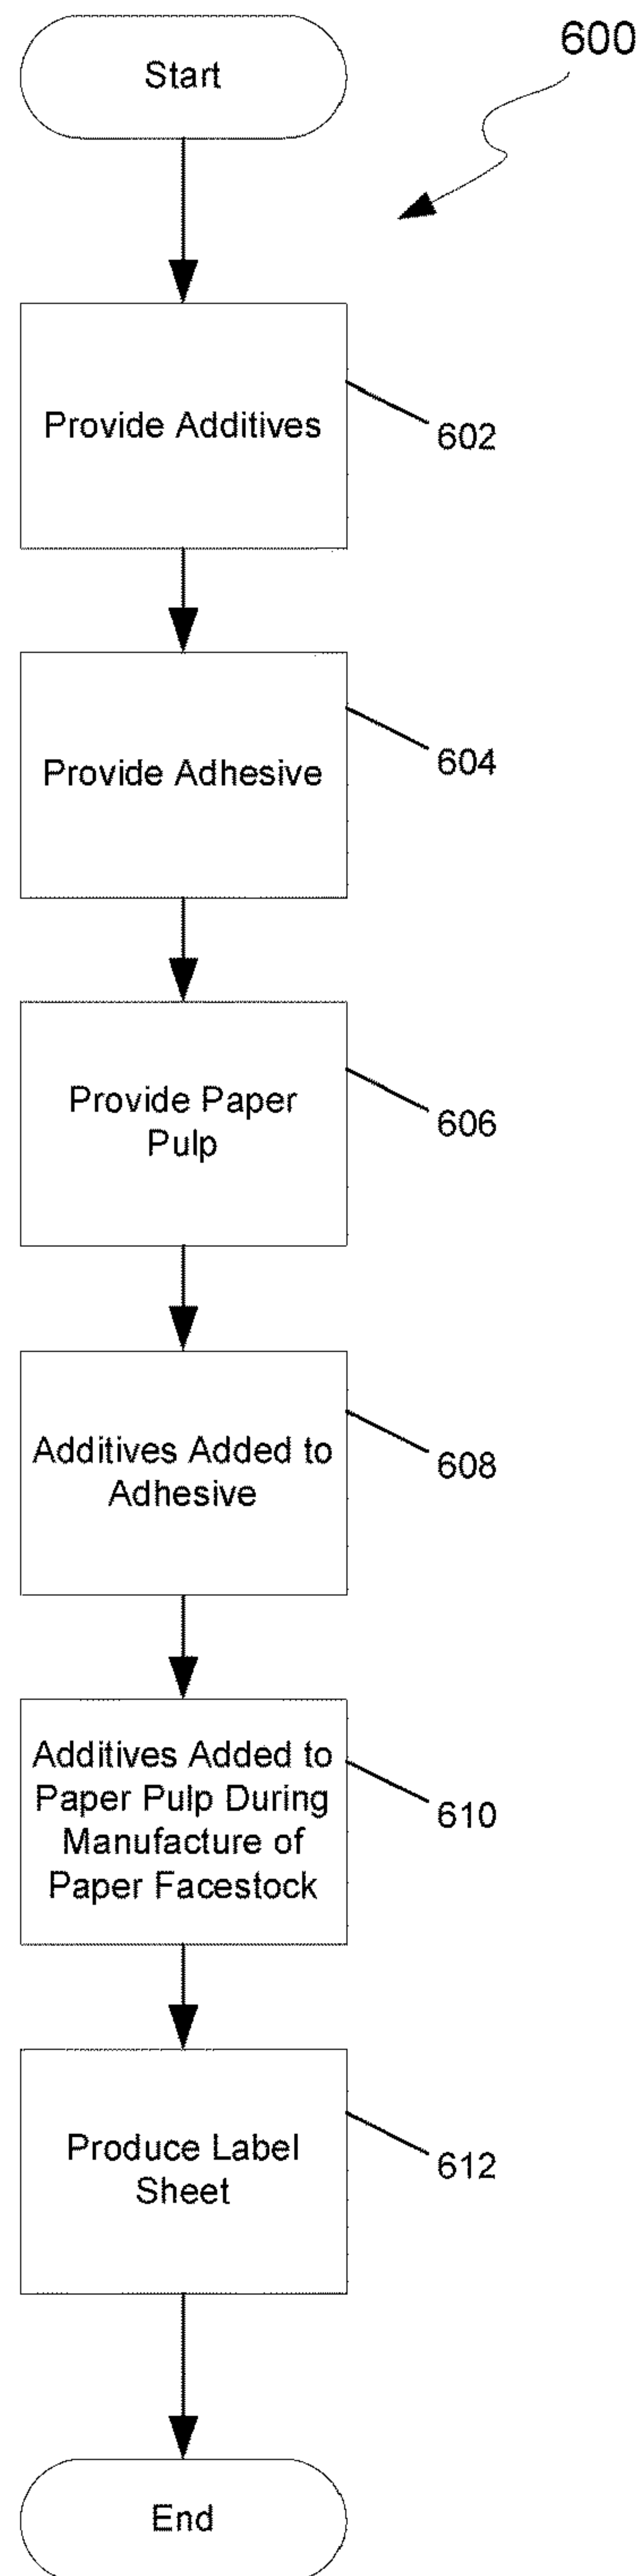 600
Start
Provide Additives
602
Provide Adhesive
604
Provide Paper
Pulp
606
Additives Added to
Adhesive
608
Additives Added to
Paper Pulp During
Manufacture of
Paper Facestock
610
Produce Label
Sheet
612
End